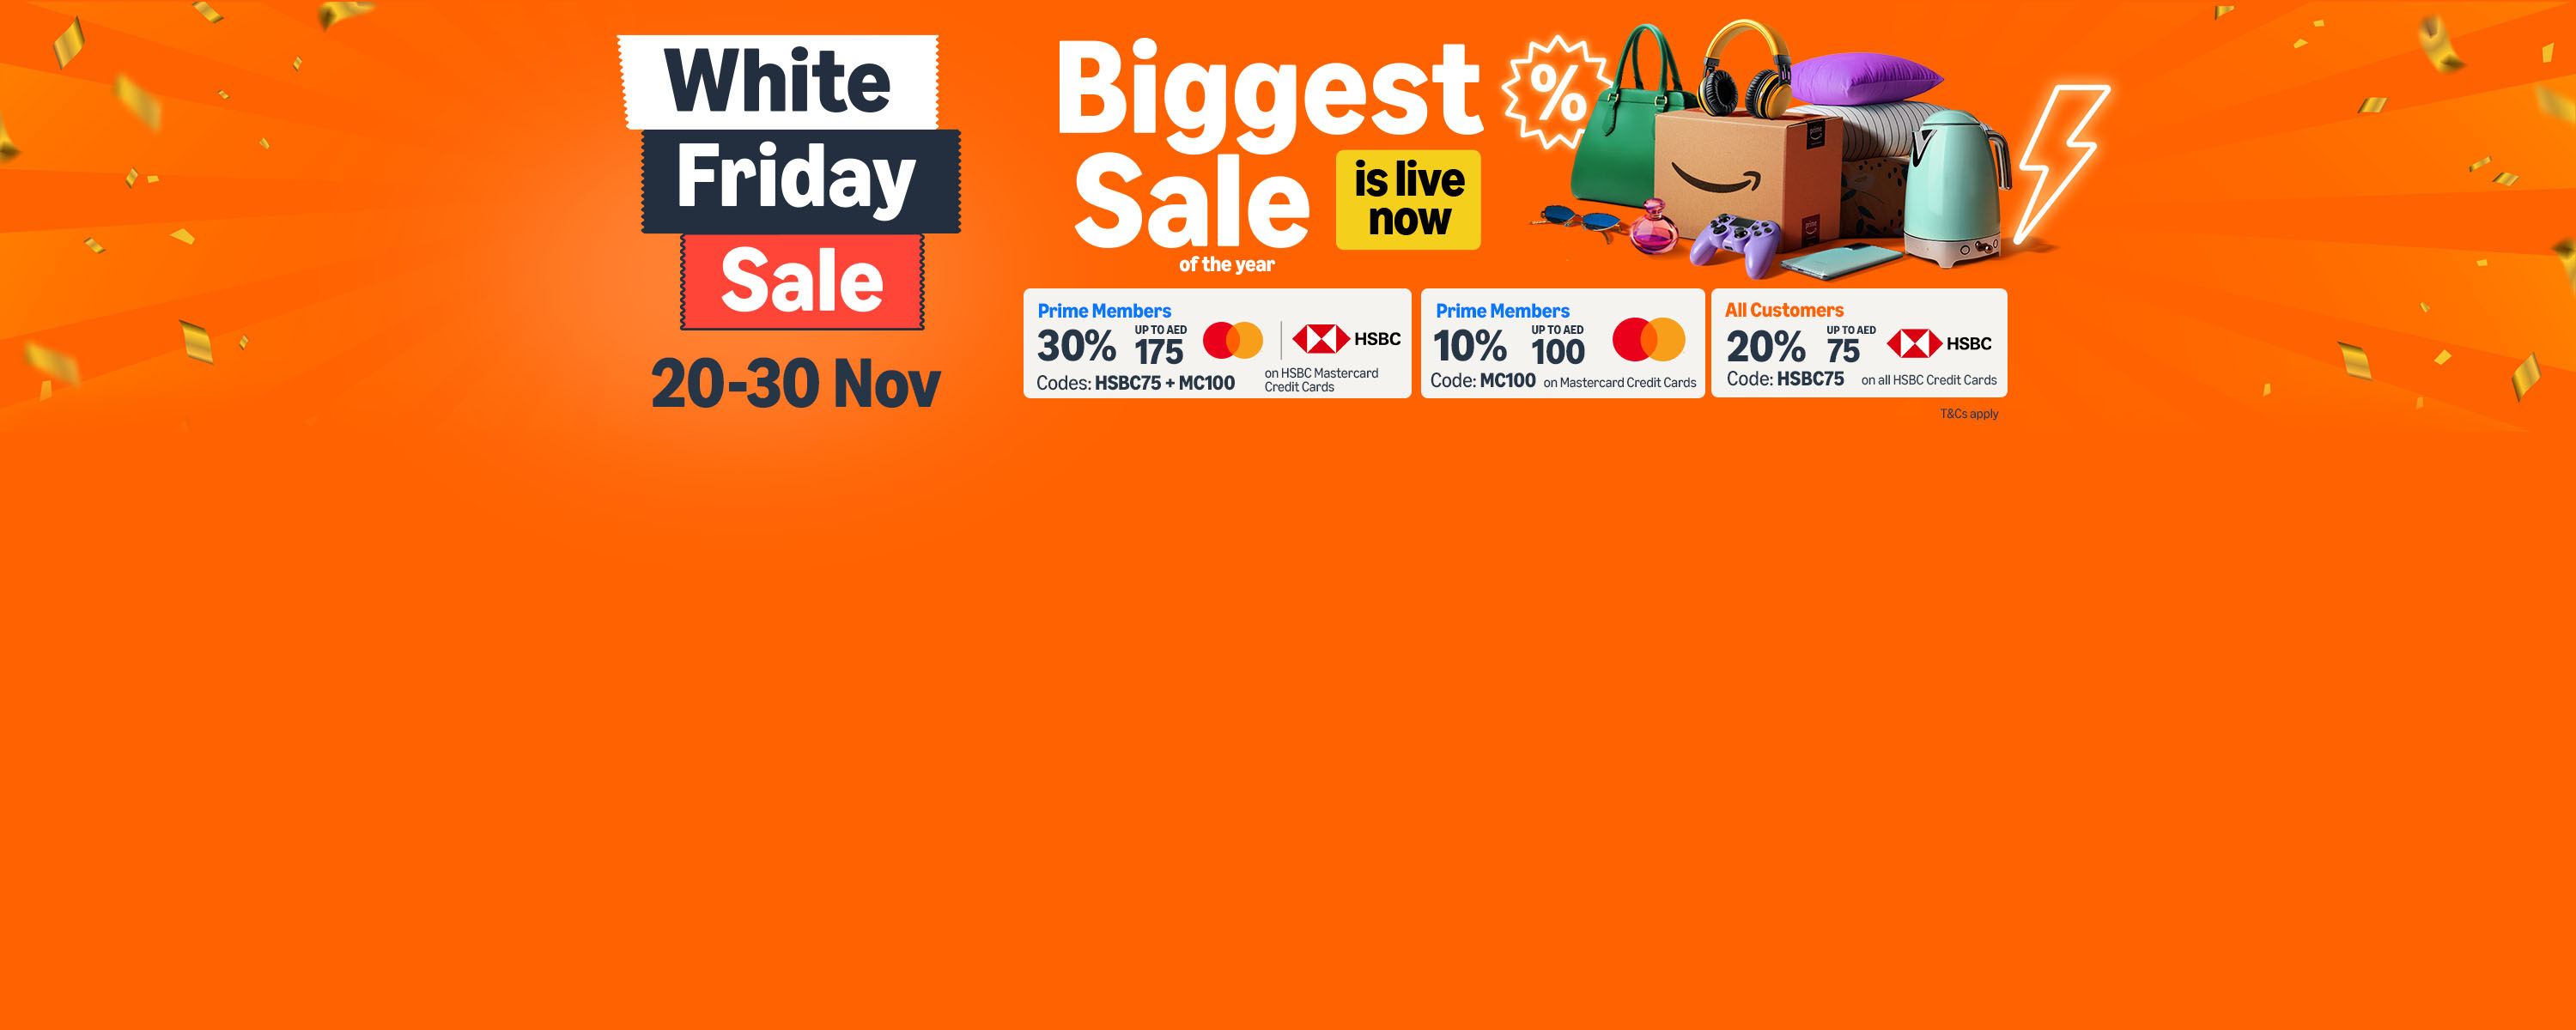 White
Friday
Sale
20-30 Nov
Biggest
Sale
is live
now
of the year
%
prime
prime
Prime Members
30%
UP TO AED
175
HSBC
Codes: HSBC75 + MC100
on HSBC Mastercard
Credit Cards
Prime Members
10%
UP TO AED
100
Code: MC100
on Mastercard Credit Cards
All Customers
20%
UP TO AED
75
HSBC
Code: HSBC75
on all HSBC Credit Cards
T&Cs apply